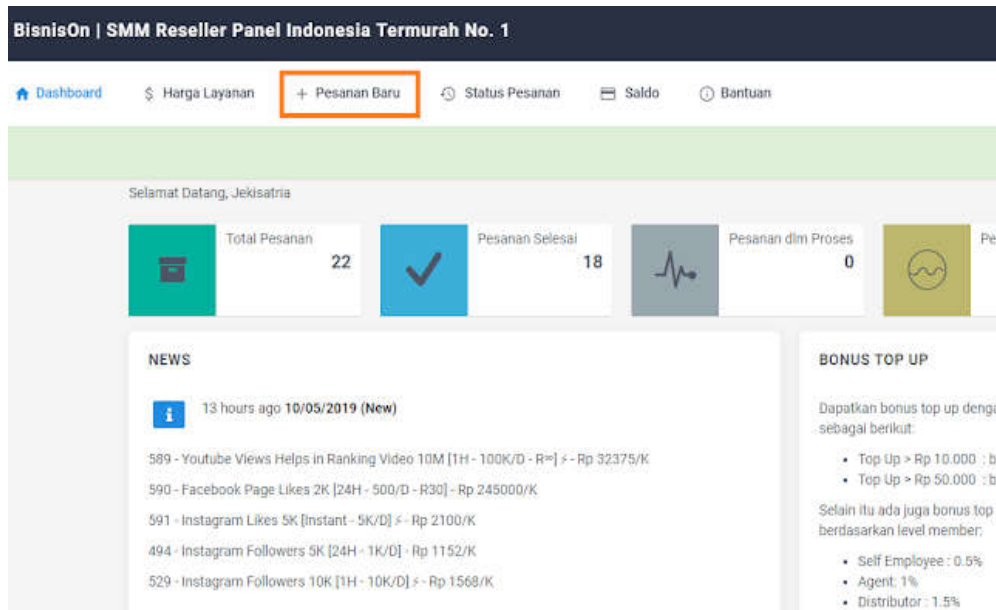 BisnisOn | SMM Reseller Panel Indonesia Termurah No. 1
Dashboard
$ Harga Layanan
+ Pesanan Baru
Status Pesanan
Saldo
Bantuan
Selamat Datang, Jekisatria
Total Pesanan
22
Pesanan Selesai
18
Pesanan dlm Proses
0
Pe
NEWS
13 hours ago 10/05/2019 (New)
589 - Youtube Views Helps in Ranking Video 10M [1H - 100K/D - R∞] ⚡ - Rp 32375/K
590 - Facebook Page Likes 2K [24H - 500/D - R30] - Rp 245000/K
591 - Instagram Likes 5K [Instant - 5K/D] ⚡ - Rp 2100/K
494 - Instagram Followers 5K [24H - 1K/D] - Rp 1152/K
529 - Instagram Followers 10K [1H - 10K/D] ⚡ - Rp 1568/K
BONUS TOP UP
Dapatkan bonus top up denga
sebagai berikut:
• Top Up > Rp 10.000 : b
• Top Up > Rp 50.000 : b
Selain itu ada juga bonus top
berdasarkan level member:
• Self Employee : 0.5%
• Agent: 1%
• Distributor : 1.5%